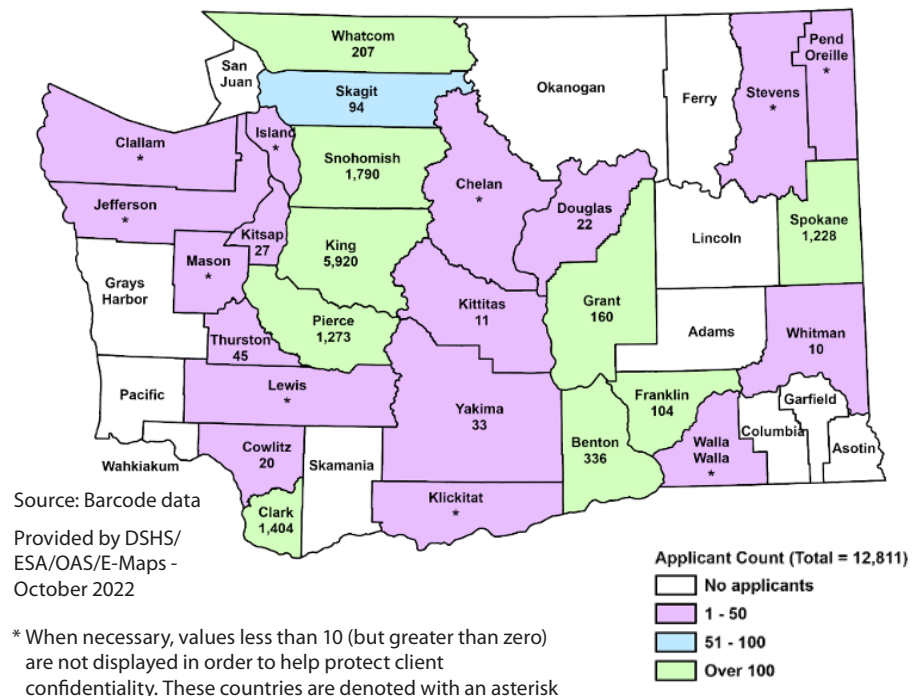 Whatcom
207
San
Juan
Skagit
94
Okanogan
Ferry
Stevens
*
Pend
Oreille
*
Clallam
*
Island
*
Snohomish
1,790
Chelan
*
Jefferson
*
Kitsap
27
Douglas
22
Spokane
1,228
Lincoln
King
5,920
Mason
*
Grays
Harbor
Kittitas
11
Grant
160
Pierce
1,273
Adams
Whitman
10
Thurston
45
Lewis
*
Pacific
Yakima
33
Franklin
104
Garfield
Columbia
Asotin
Benton
336
Walla
Walla
*
Cowlitz
20
Skamania
Wahkiakum
Klickitat
*
Clark
1,404
Source: Barcode data
Provided by DSHS/
ESA/OAS/E-Maps -
October 2022
* When necessary, values less than 10 (but greater than zero)
are not displayed in order to help protect client
confidentiality. These countries are denoted with an asterisk
Applicant Count (Total = 12,811)
No applicants
1 - 50
51 - 100
Over 100